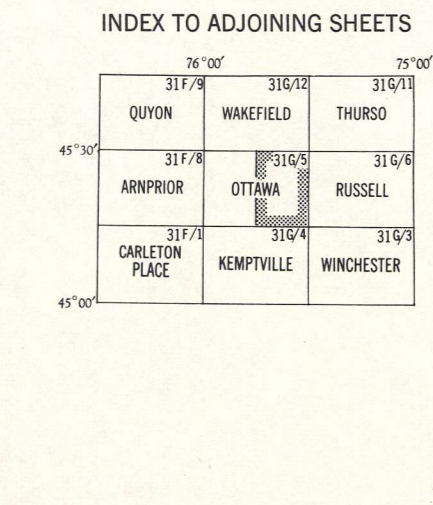 INDEX TO ADJOINING SHEETS
76°00′ 75°00′
31F/9 31G/12 31G/11
QUYON WAKEFIELD THURSO
45°30′
31F/8 31G/5 31G/6
ARNPRIOR OTTAWA RUSSELL
31F/1 31G/4 31G/3
CARLETON
PLACE KEMPTVILLE WINCHESTER
45°00′